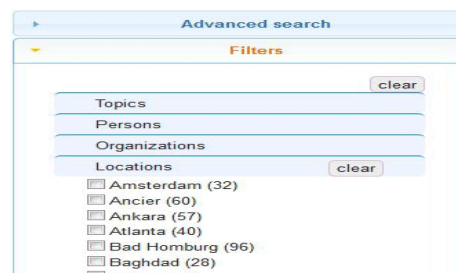 Advanced search
Filters
clear
Topics
Persons
Organizations
Locations clear
Amsterdam (32)
Ancier (60)
Ankara (57)
Atlanta (40)
Bad Homburg (96)
Baghdad (28)